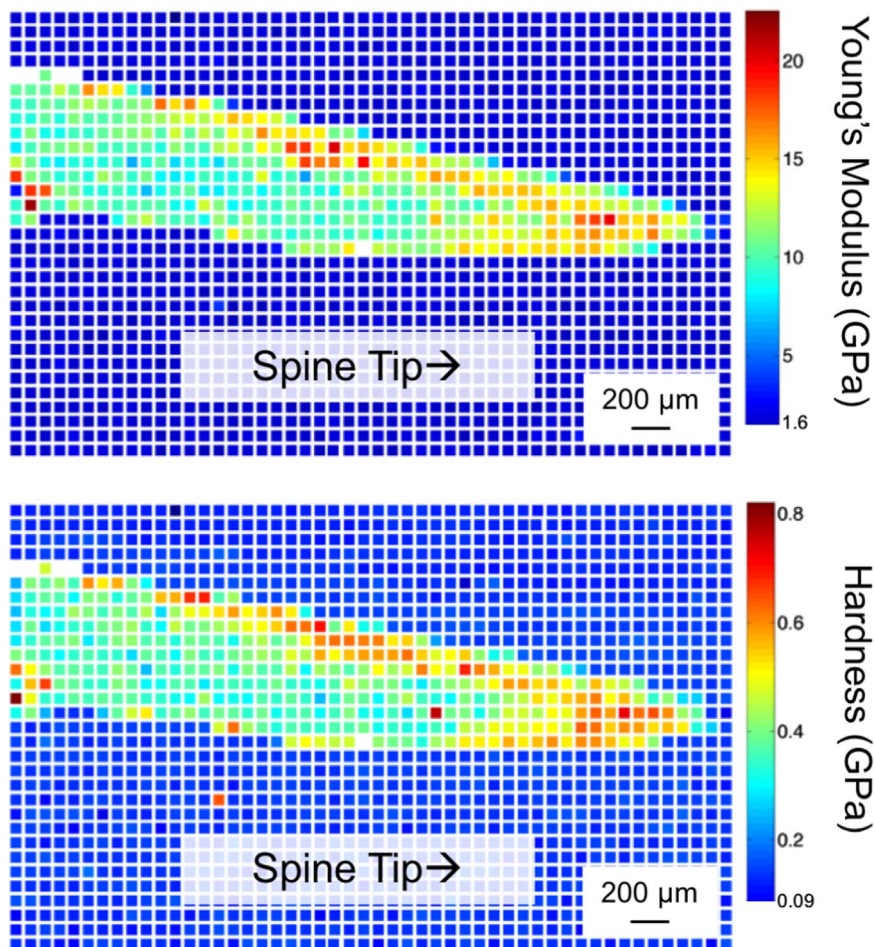 20
15
10
5
1.6
Young's Modulus (GPa)
Spine Tip→
200 μm
0.8
0.6
0.4
0.2
0.09
Hardness (GPa)
Spine Tip→
200 μm